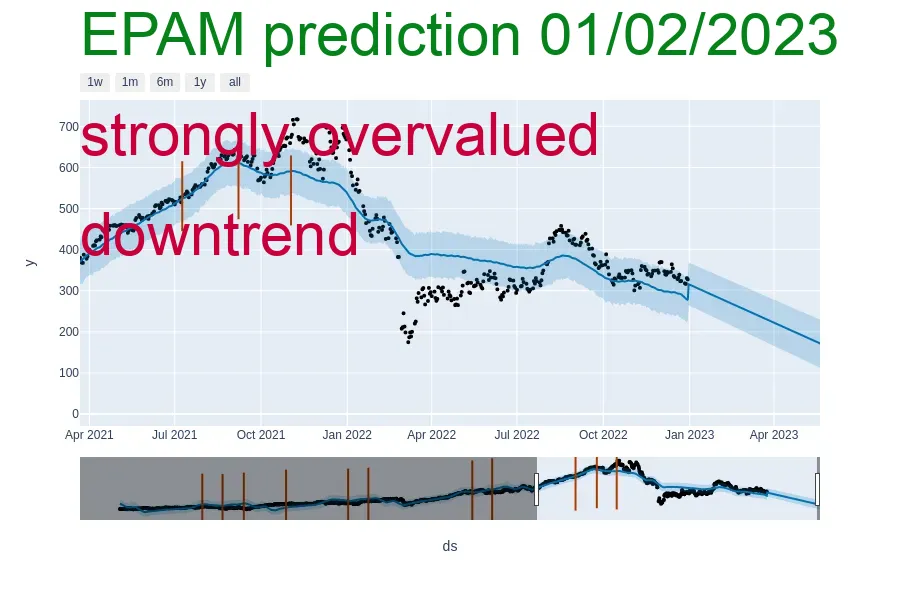 EPAM prediction 01/02/2023
1w 1m 6m 1y all
strongly overvalued
downtrend
700
600
500
400
300
200
100
0
y
Apr 2021 Jul 2021 Oct 2021 Jan 2022 Apr 2022 Jul 2022 Oct 2022 Jan 2023 Apr 2023
ds